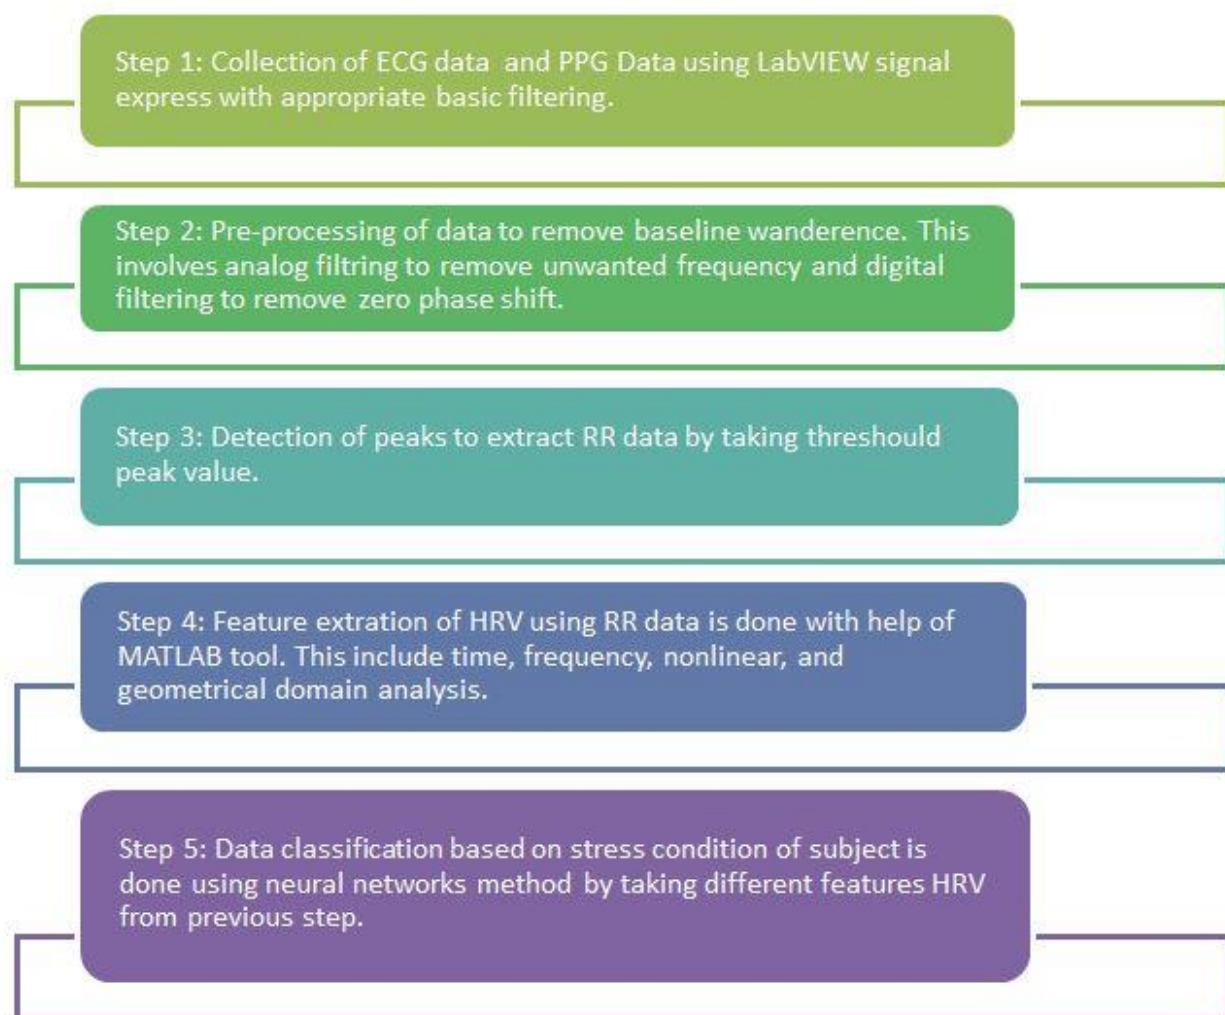 Step 1: Collection of ECG data and PPG Data using LabVIEW signal
express with appropriate basic filtering.
Step 2: Pre-processing of data to remove baseline wanderence. This
involves analog filtring to remove unwanted frequency and digital
filtering to remove zero phase shift.
Step 3: Detection of peaks to extract RR data by taking threshould
peak value.
Step 4: Feature extration of HRV using RR data is done with help of
MATLAB tool. This include time, frequency, nonlinear, and
geometrical domain analysis.
Step 5: Data classification based on stress condition of subject is
done using neural networks method by taking different features HRV
from previous step.